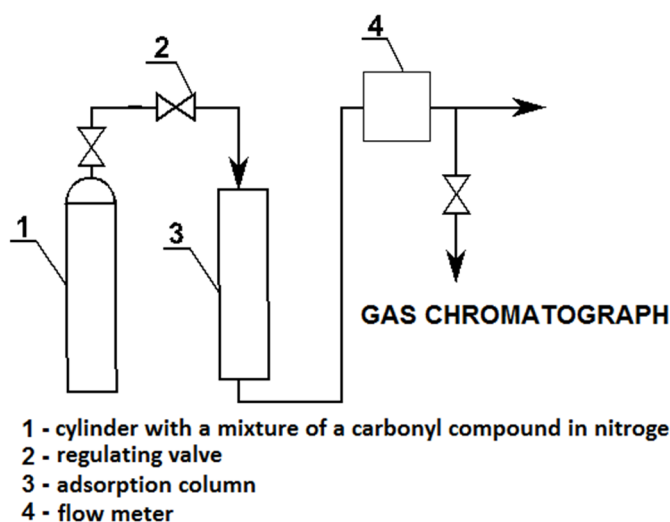 2
4
1
3
GAS CHROMATOGRAPH
1 - cylinder with a mixture of a carbonyl compound in nitroge
2 - regulating valve
3 - adsorption column
4 - flow meter